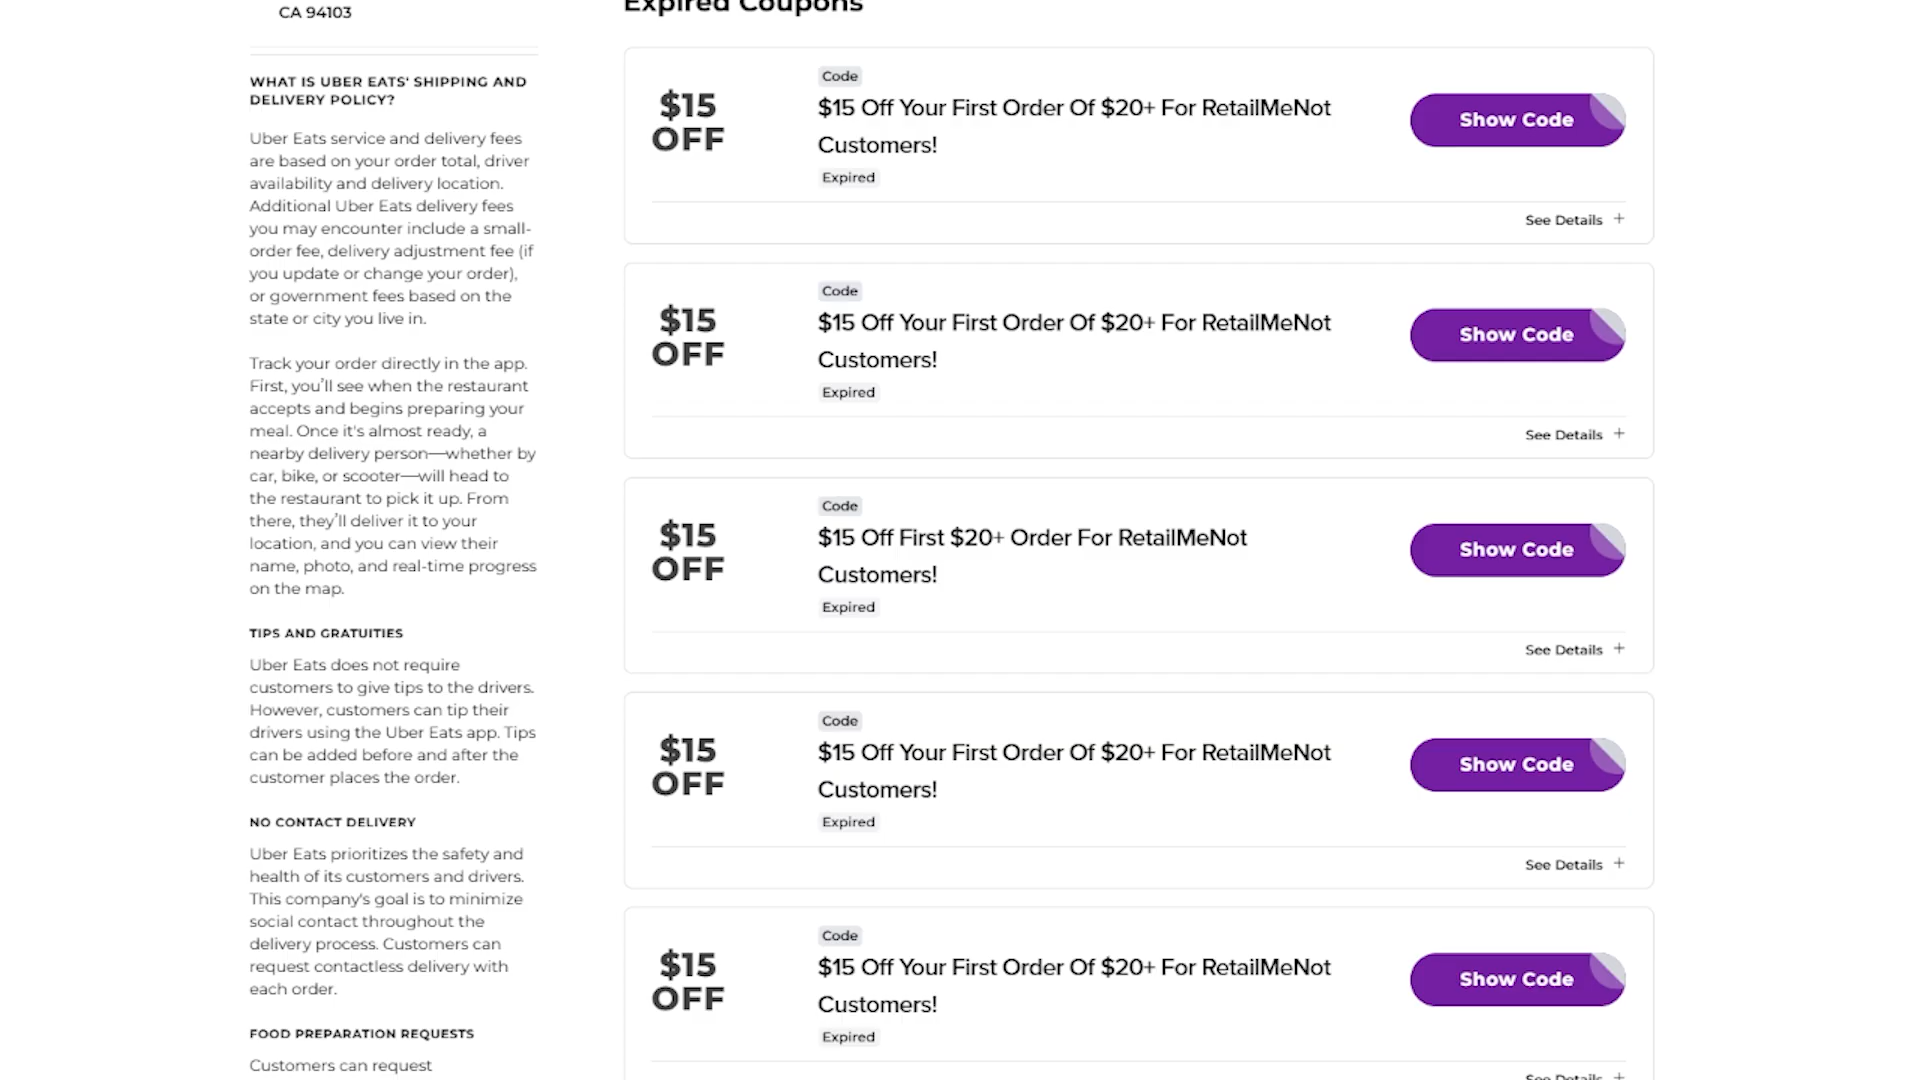 CA 94103
WHAT IS UBER EATS' SHIPPING AND
DELIVERY POLICY?
Uber Eats service and delivery fees
are based on your order total, driver
availability and delivery location.
Additional Uber Eats delivery fees
you may encounter include a small-
order fee, delivery adjustment fee (if
you update or change your order),
or government fees based on the
state or city you live in.
Track your order directly in the app.
First, you’ll see when the restaurant
accepts and begins preparing your
meal. Once it's almost ready, a
nearby delivery person—whether by
car, bike, or scooter—will head to
the restaurant to pick it up. From
there, they’ll deliver it to your
location, and you can view their
name, photo, and real-time progress
on the map.
TIPS AND GRATUITIES
Uber Eats does not require
customers to give tips to the drivers.
However, customers can tip their
drivers using the Uber Eats app. Tips
can be added before and after the
customer places the order.
NO CONTACT DELIVERY
Uber Eats prioritizes the safety and
health of its customers and drivers.
This company's goal is to minimize
social contact throughout the
delivery process. Customers can
request contactless delivery with
each order.
FOOD PREPARATION REQUESTS
Customers can request
Expired Coupons
$15
OFF
Code
$15 Off Your First Order Of $20+ For RetailMeNot
Customers!
Expired
Show Code
See Details +
$15
OFF
Code
$15 Off Your First Order Of $20+ For RetailMeNot
Customers!
Expired
Show Code
See Details +
$15
OFF
Code
$15 Off First $20+ Order For RetailMeNot
Customers!
Expired
Show Code
See Details +
$15
OFF
Code
$15 Off Your First Order Of $20+ For RetailMeNot
Customers!
Expired
Show Code
See Details +
$15
OFF
Code
$15 Off Your First Order Of $20+ For RetailMeNot
Customers!
Expired
Show Code
See Details +